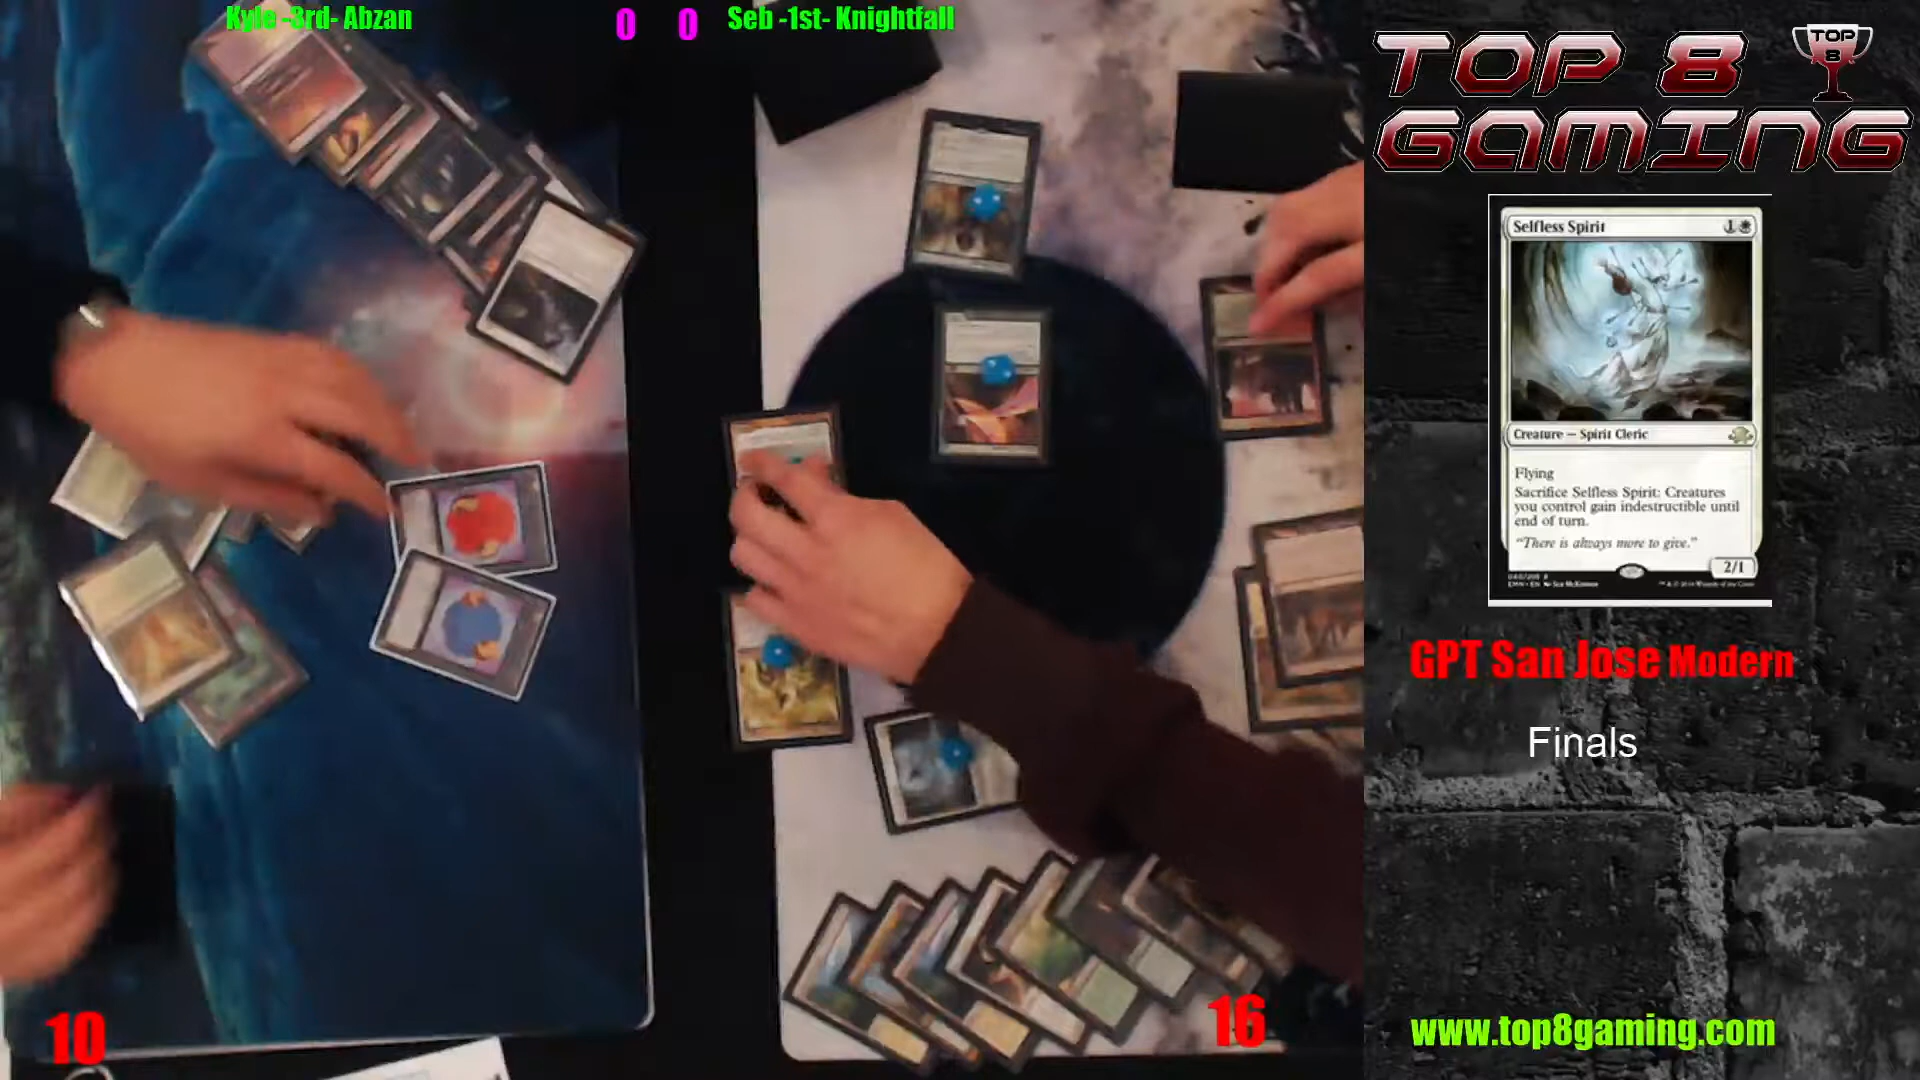 Kyle -3rd- Abzan
0
0
Seb -1st- Knightfall
TOP 8
GAMING
TOP
8
Selfless Spirit
1
Creature — Spirit Cleric
Flying
Sacrifice Selfless Spirit: Creatures
you control gain indestructible until
end of turn.
"There is always more to give."
2/1
GPT San Jose Modern
Finals
10
16
www.top8gaming.com